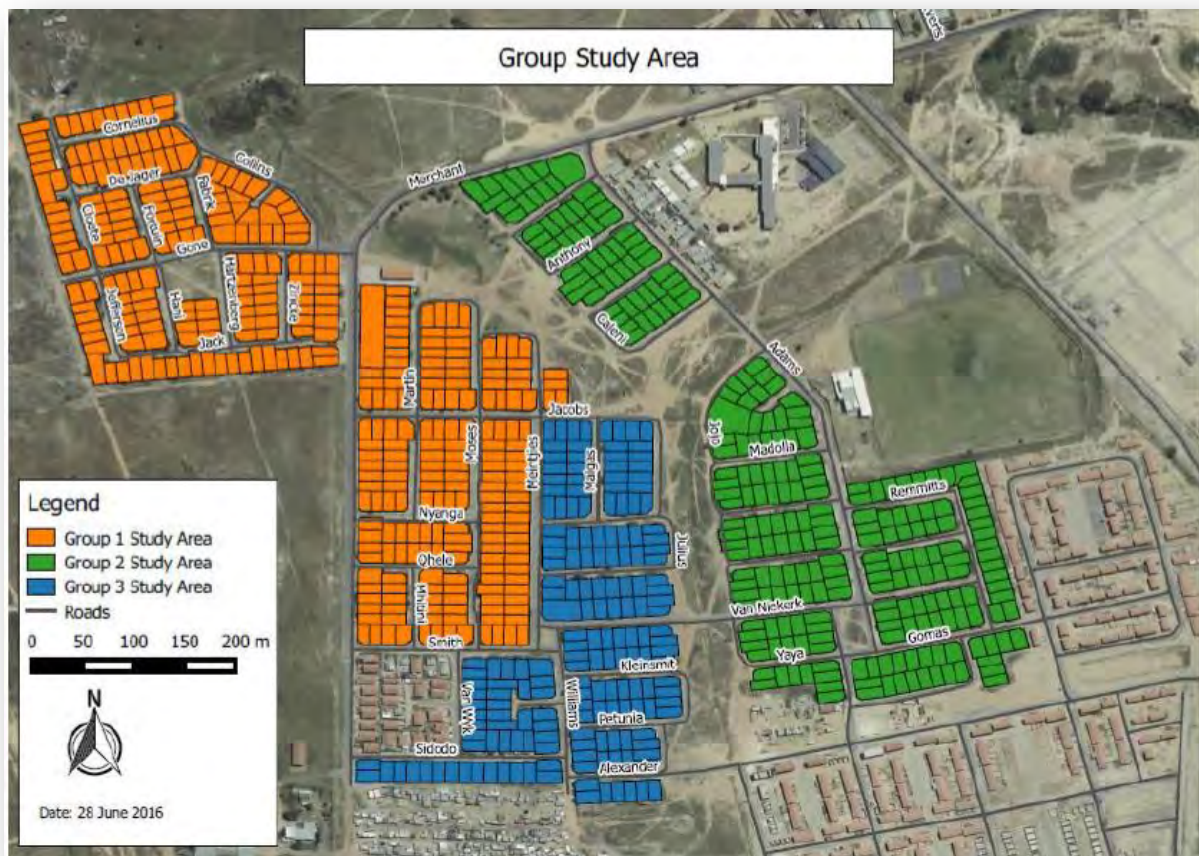 Group Study Area
Cornelius
Collins
De Jager
Fabrik
Cloete
Fortuin
Gone
Merchant
Anthony
Jefferson
Hani
Hartzenberg
Zincke
Jack
Caleni
Adams
Martin
Jacobs
Moses
Meintjies
Malgas
Jojo
Madolla
Remmitts
Nyanga
Qhele
Julius
Legend
Group 1 Study Area
Group 2 Study Area
Group 3 Study Area
Roads
0 50 100 150 200 m
N
Date: 28 June 2016
Van Niekerk
Smith
Yaya
Gomas
Kleinsmit
Van Wyk
Williams
Petunia
Sidodo
Alexander